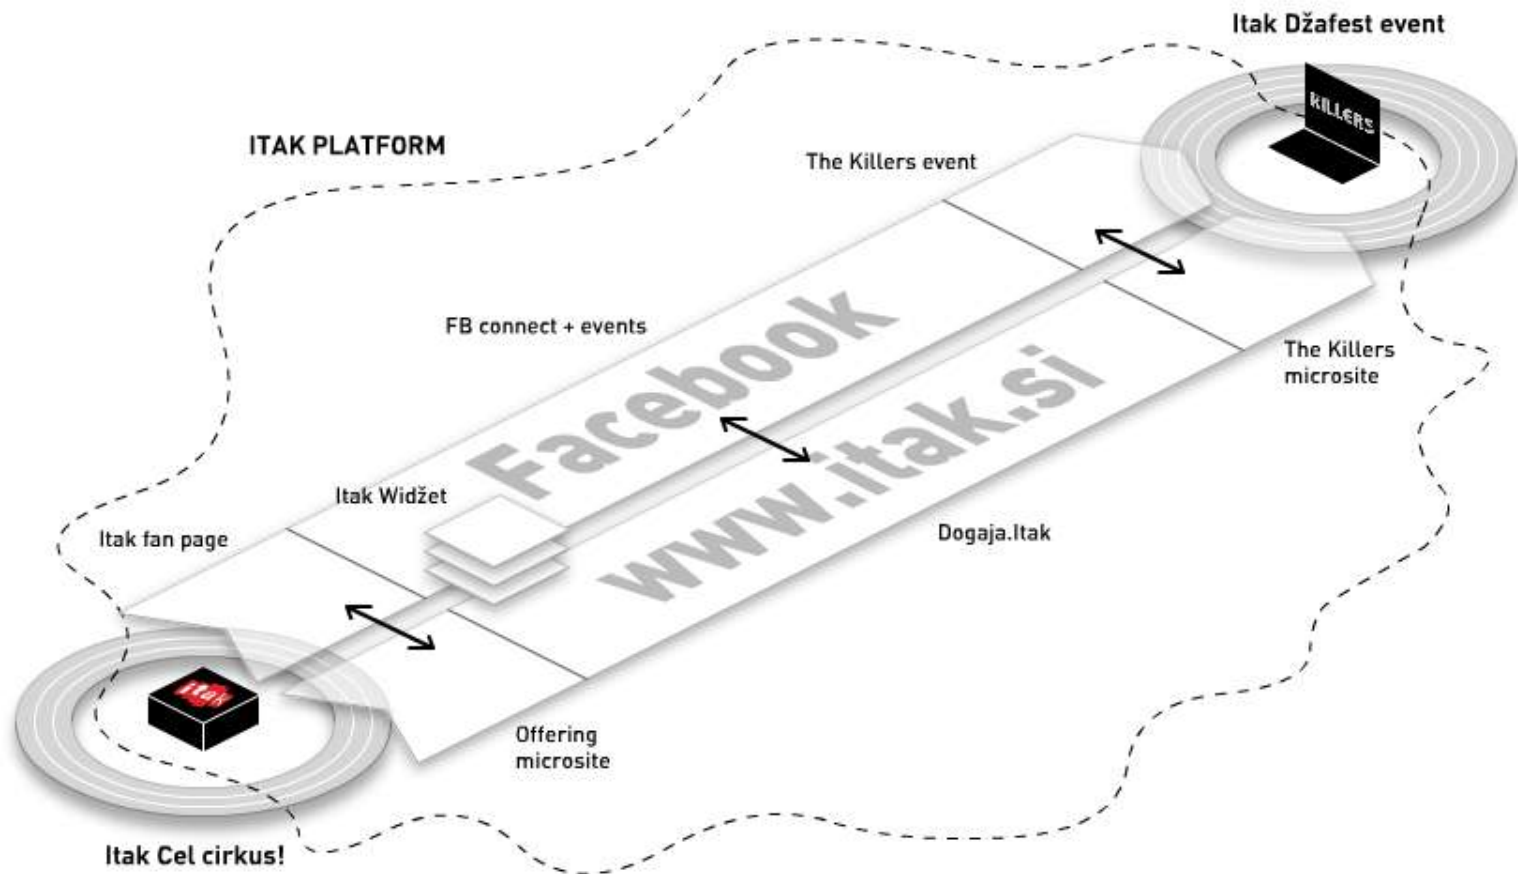 Itak Džafest event
KILLERS
ITAK PLATFORM
The Killers event
FB connect + events
Facebook
The Killers
microsite
www.itak.si
Itak Widžet
Itak fan page
Dogaja.Itak
itak
Offering
microsite
Itak Cel cirkus!